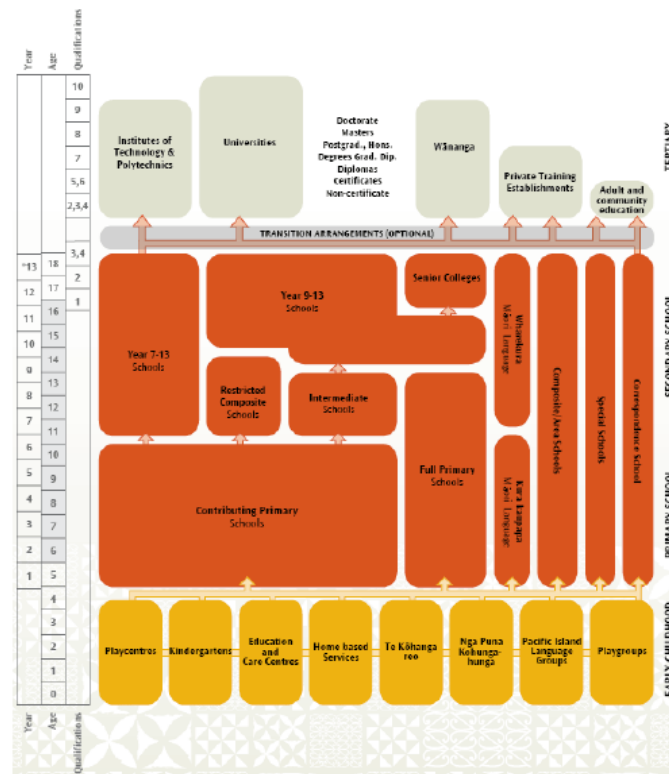 Year
Age
Qualifications
10
9
8
7
5,6
2,3,4
3,4
2
1
*13
12
11
10
9
8
7
6
5
4
3
2
1
18
17
16
15
14
13
12
11
10
9
8
7
6
5
4
3
2
1
0
Year
Age
Qualifications
Institutes of
Technology &
Polytechnics
Universities
Doctorate
Masters
Postgrad., Hons.
Degrees Grad. Dip.
Diplomas
Certificates
Non-certificate
Wānanga
Private Training
Establishments
Adult and
community
education
TERTIARY
TRANSITION ARRANGEMENTS (OPTIONAL)
Year 7-13
Schools
Year 9-13
Schools
Senior Colleges
Restricted
Composite
Schools
Intermediate
Schools
Contributing Primary
Schools
Full Primary
Schools
Wharekura
Māori Language
Kura Kaupapa
Māori Language
Composite/Area Schools
Special Schools
Correspondence School
SECONDARY SCHOOL
PRIMARY SCHOOL
Playcentres
Kindergartens
Education
and
Care Centres
Home based
Services
Te Kōhanga
reo
Nga Puna
Kohunga-
hunga
Pacific Island
Language
Groups
Playgroups
EARLY CHILDHOOD